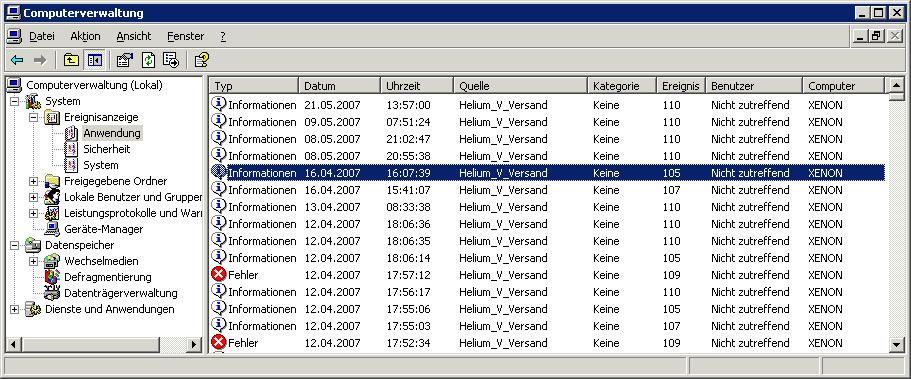 Computerverwaltung
Datei Aktion Ansicht Fenster ?
Computerverwaltung (Lokal)
System
Ereignisanzeige
Anwendung
Sicherheit
System
Freigegebene Ordner
Lokale Benutzer und Gruppen
Leistungsprotokolle und Warn
Geräte-Manager
Datenspeicher
Wechselmedien
Defragmentierung
Datenträgerverwaltung
Dienste und Anwendungen
Typ Datum Uhrzeit Quelle Kategorie Ereignis Benutzer Computer
Informationen 21.05.2007 13:57:00 Helium_V_Versand Keine 110 Nicht zutreffend XENON
Informationen 09.05.2007 07:51:24 Helium_V_Versand Keine 110 Nicht zutreffend XENON
Informationen 08.05.2007 21:02:47 Helium_V_Versand Keine 110 Nicht zutreffend XENON
Informationen 08.05.2007 20:55:38 Helium_V_Versand Keine 110 Nicht zutreffend XENON
Informationen 16.04.2007 16:07:39 Helium_V_Versand Keine 105 Nicht zutreffend XENON
Informationen 16.04.2007 15:41:07 Helium_V_Versand Keine 107 Nicht zutreffend XENON
Informationen 13.04.2007 08:33:38 Helium_V_Versand Keine 110 Nicht zutreffend XENON
Informationen 12.04.2007 18:06:36 Helium_V_Versand Keine 110 Nicht zutreffend XENON
Informationen 12.04.2007 18:06:35 Helium_V_Versand Keine 110 Nicht zutreffend XENON
Informationen 12.04.2007 18:06:14 Helium_V_Versand Keine 105 Nicht zutreffend XENON
Fehler 12.04.2007 17:57:12 Helium_V_Versand Keine 109 Nicht zutreffend XENON
Informationen 12.04.2007 17:56:17 Helium_V_Versand Keine 110 Nicht zutreffend XENON
Informationen 12.04.2007 17:55:06 Helium_V_Versand Keine 105 Nicht zutreffend XENON
Informationen 12.04.2007 17:55:03 Helium_V_Versand Keine 107 Nicht zutreffend XENON
Fehler 12.04.2007 17:52:34 Helium_V_Versand Keine 109 Nicht zutreffend XENON